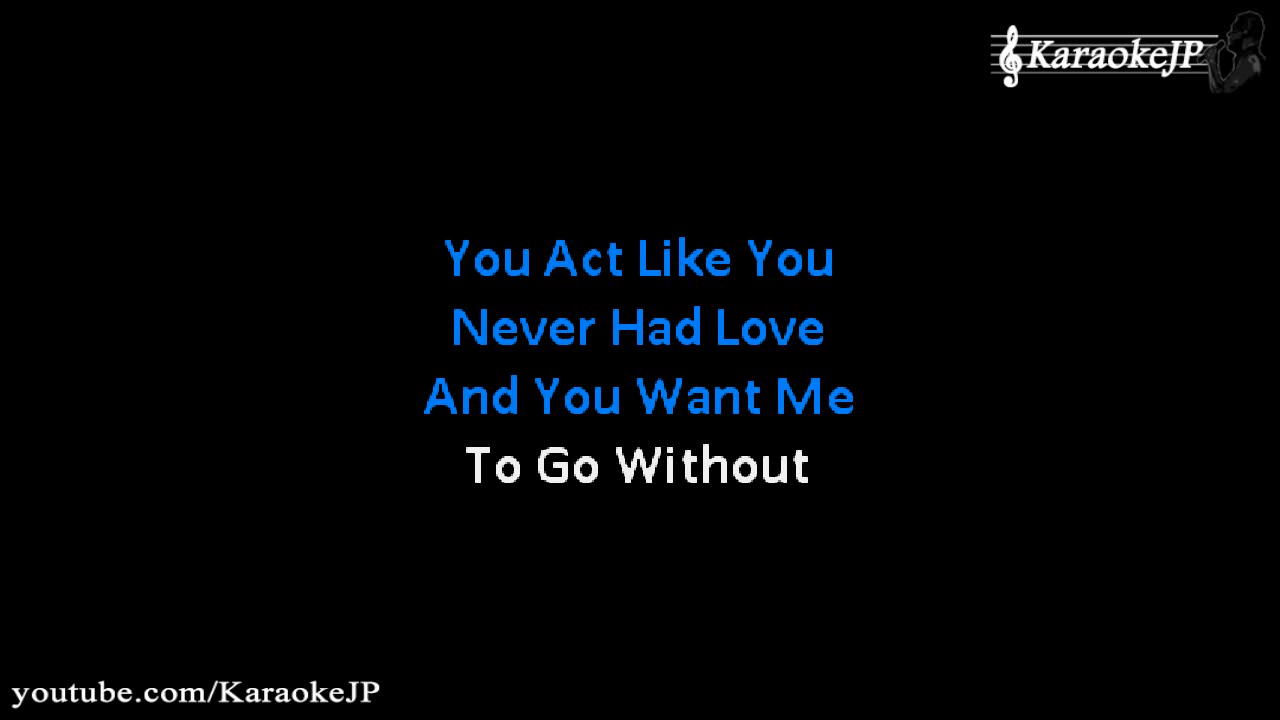 KaraokeJP
You Act Like You
Never Had Love
And You Want Me
To Go Without
youtube.com/KaraokeJP